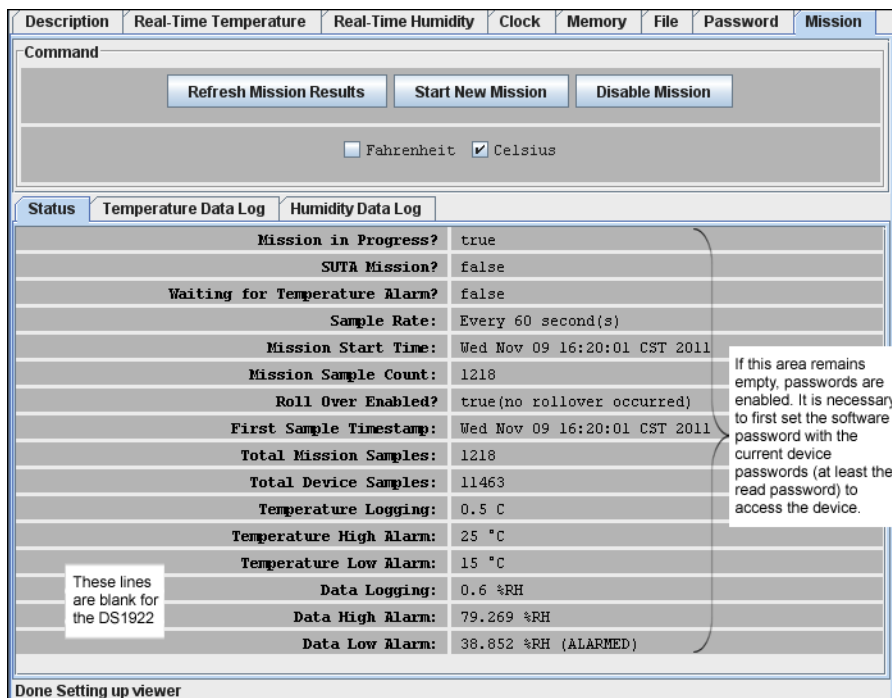 Description Real-Time Temperature Real-Time Humidity Clock Memory File Password Mission
Command
Refresh Mission Results Start New Mission Disable Mission
Fahrenheit Celsius
Status Temperature Data Log Humidity Data Log
Mission in Progress? true
SUTA Mission? false
Waiting for Temperature Alarm? false
Sample Rate: Every 60 second(s)
Mission Start Time: Wed Nov 09 16:20:01 CST 2011
Mission Sample Count: 1218
Roll Over Enabled? true(no rollover occurred)
First Sample Timestamp: Wed Nov 09 16:20:01 CST 2011
Total Mission Samples: 1218
Total Device Samples: 11463
Temperature Logging: 0.5 C
Temperature High Alarm: 25 °C
Temperature Low Alarm: 15 °C
Data Logging: 0.6 %RH
Data High Alarm: 79.269 %RH
Data Low Alarm: 38.852 %RH (ALARMED)
If this area remains
empty, passwords are
enabled. It is necessary
to first set the software
password with the
current device
passwords (at least the
read password) to
access the device.
These lines
are blank for
the DS1922
Done Setting up viewer